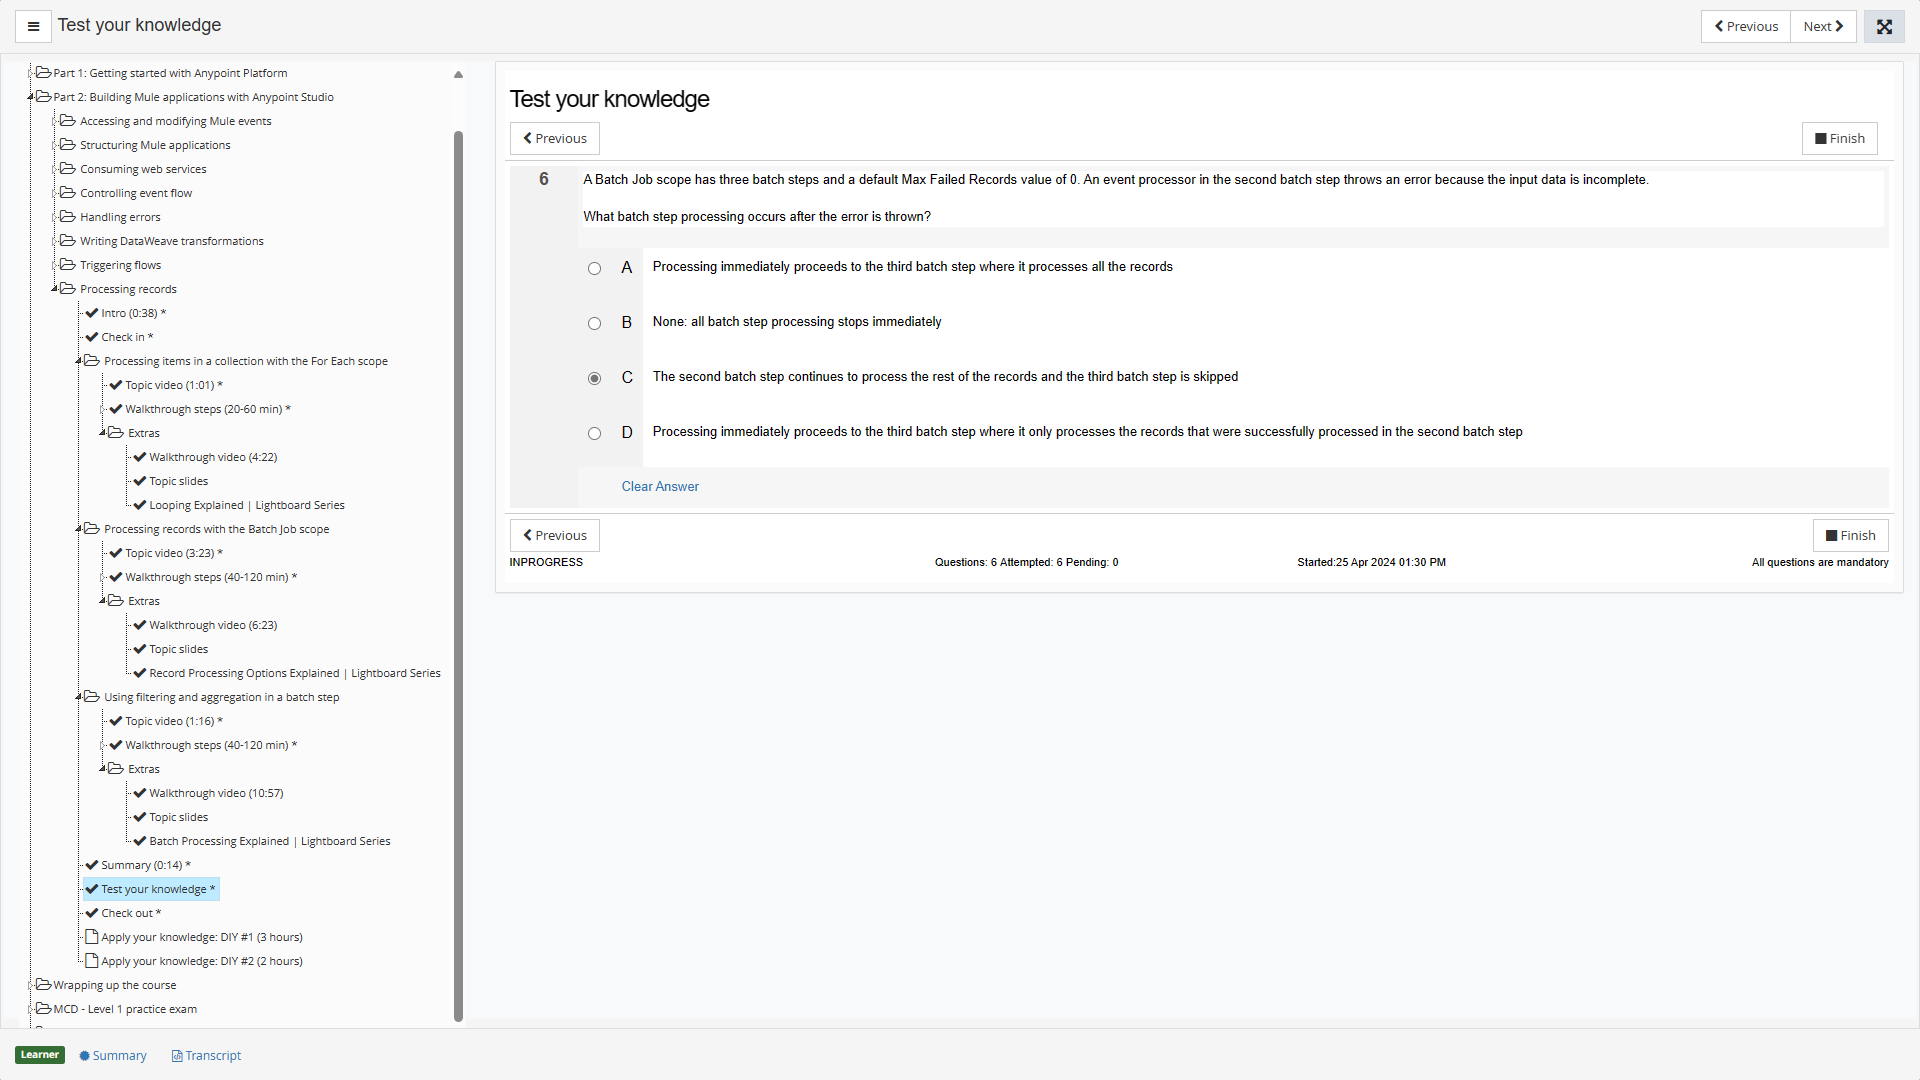 Test your knowledge
Previous
Next
Part 1: Getting started with Anypoint Platform
Part 2: Building Mule applications with Anypoint Studio
Accessing and modifying Mule events
Structuring Mule applications
Consuming web services
Controlling event flow
Handling errors
Writing DataWeave transformations
Triggering flows
Processing records
Intro (0:38) *
Check in *
Processing items in a collection with the For Each scope
Topic video (1:01) *
Walkthrough steps (20-60 min) *
Extras
Walkthrough video (4:22)
Topic slides
Looping Explained | Lightboard Series
Processing records with the Batch Job scope
Topic video (3:23) *
Walkthrough steps (40-120 min) *
Extras
Walkthrough video (6:23)
Topic slides
Record Processing Options Explained | Lightboard Series
Using filtering and aggregation in a batch step
Topic video (1:16) *
Walkthrough steps (40-120 min) *
Extras
Walkthrough video (10:57)
Topic slides
Batch Processing Explained | Lightboard Series
Summary (0:14) *
Test your knowledge *
Check out *
Apply your knowledge: DIY #1 (3 hours)
Apply your knowledge: DIY #2 (2 hours)
Wrapping up the course
MCD - Level 1 practice exam
Test your knowledge
Previous
Finish
6
A Batch Job scope has three batch steps and a default Max Failed Records value of 0. An event processor in the second batch step throws an error because the input data is incomplete.
What batch step processing occurs after the error is thrown?
A Processing immediately proceeds to the third batch step where it processes all the records
B None: all batch step processing stops immediately
C The second batch step continues to process the rest of the records and the third batch step is skipped
D Processing immediately proceeds to the third batch step where it only processes the records that were successfully processed in the second batch step
Clear Answer
Previous
Finish
INPROGRESS
Questions: 6 Attempted: 6 Pending: 0
Started:25 Apr 2024 01:30 PM
All questions are mandatory
Learner
Summary
Transcript